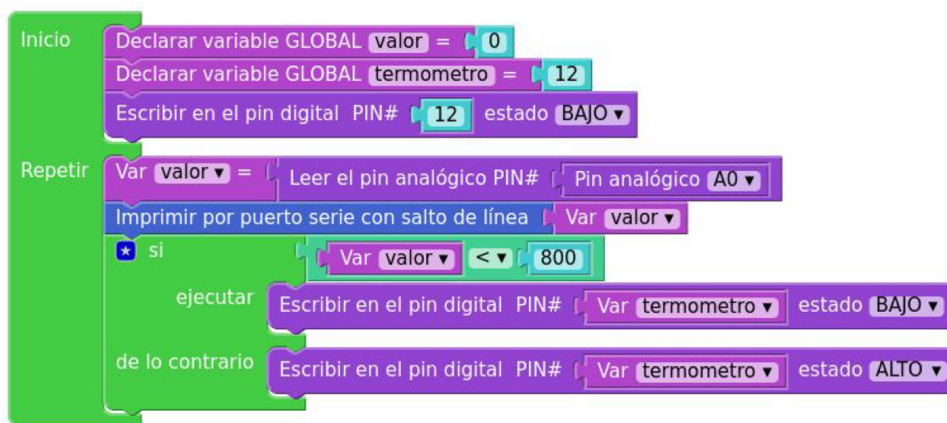 Inicio Declarar variable GLOBAL valor = 0
Declarar variable GLOBAL termometro = 12
Escribir en el pin digital PIN# 12 estado BAJO ▾
Repetir Var valor ▾ = Leer el pin analógico PIN# Pin analógico A0 ▾
Imprimir por puerto serie con salto de línea Var valor ▾
si Var valor ▾ < ▾ 800
ejecutar Escribir en el pin digital PIN# Var termometro ▾ estado BAJO ▾
de lo contrario Escribir en el pin digital PIN# Var termometro ▾ estado ALTO ▾